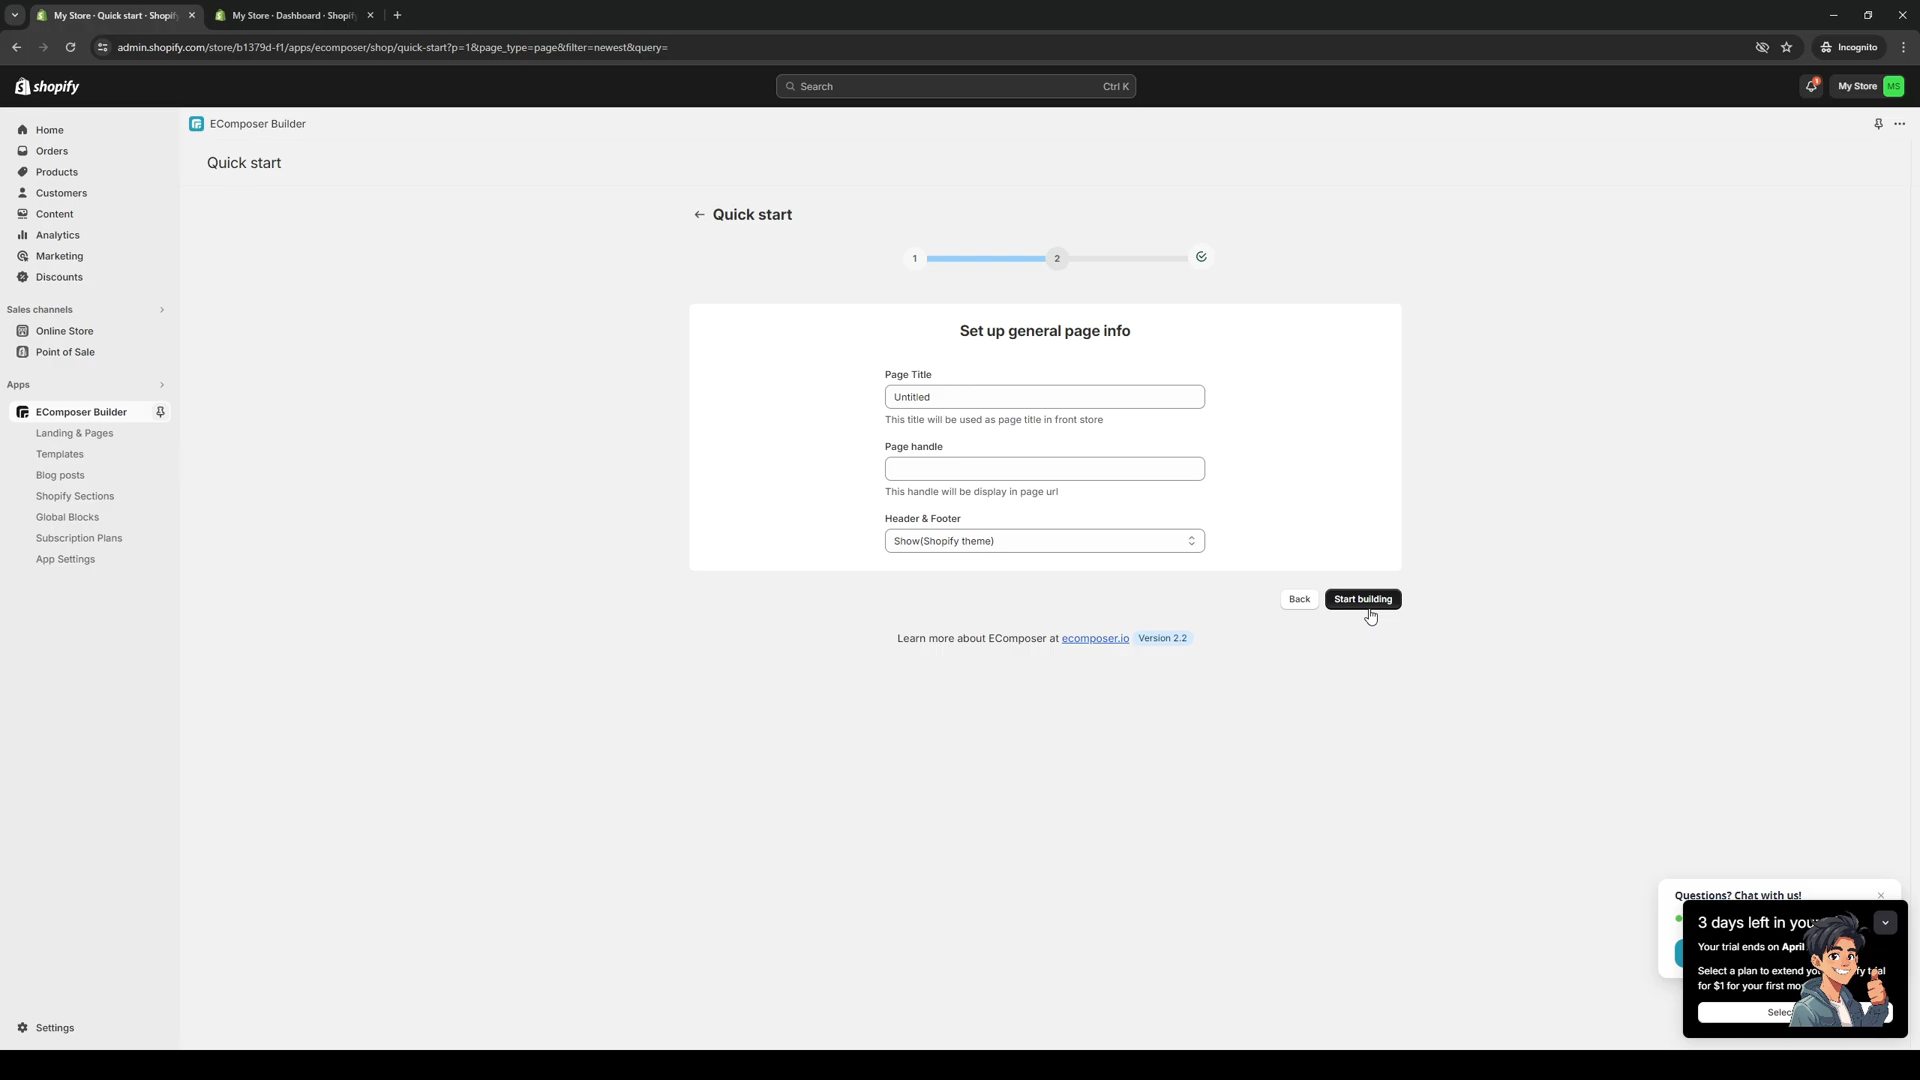 My Store · Quick start · Shopif
My Store · Dashboard · Shopif
admin.shopify.com/store/b1379d-f1/apps/ecomposer/shop/quick-start?p=1&page_type=page&filter=newest&query=
Incognito
shopify
Search
Ctrl K
1
My Store
MS
Home
Orders
Products
Customers
Content
Analytics
Marketing
Discounts
Sales channels
Online Store
Point of Sale
Apps
EComposer Builder
Landing & Pages
Templates
Blog posts
Shopify Sections
Global Blocks
Subscription Plans
App Settings
Settings
EComposer Builder
Quick start
Quick start
1
2
Set up general page info
Page Title
Untitled
This title will be used as page title in front store
Page handle
This handle will be display in page url
Header & Footer
Show(Shopify theme)
Back
Start building
Learn more about EComposer at ecomposer.io
Version 2.2
Questions? Chat with us!
3 days left in you
Your trial ends on April
Select a plan to extend yo fy trial
for $1 for your first mo
Selec